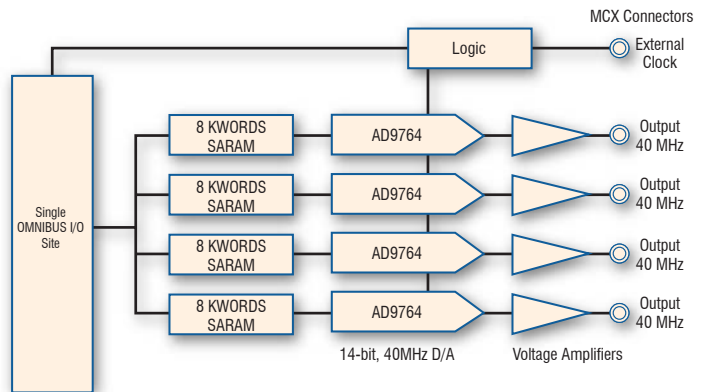 MCX Connectors
Logic
External
Clock
8 KWORDS
SARAM
AD9764
Output
40 MHz
8 KWORDS
SARAM
AD9764
Output
40 MHz
Single
OMNIBUS I/O
Site
8 KWORDS
SARAM
AD9764
Output
40 MHz
8 KWORDS
SARAM
AD9764
Output
40 MHz
14-bit, 40MHz D/A
Voltage Amplifiers